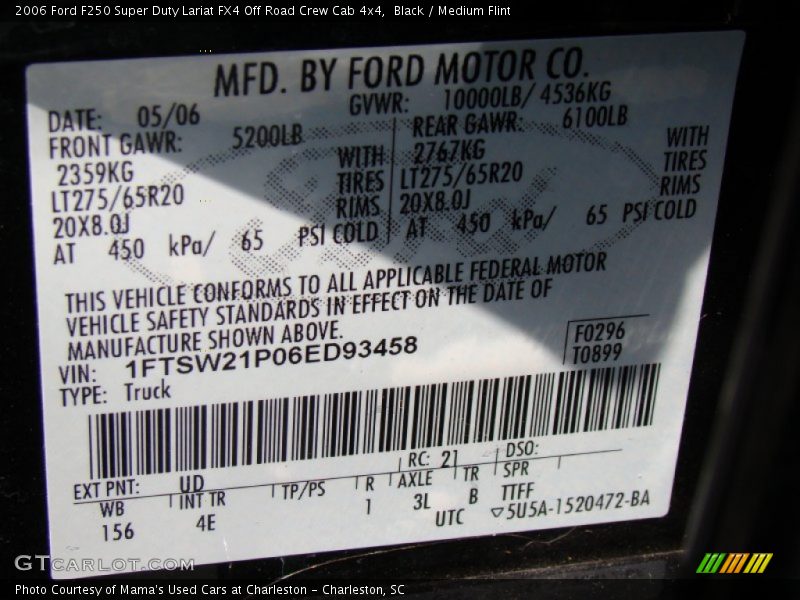 2006 Ford F250 Super Duty Lariat FX4 Off Road Crew Cab 4x4,  Black / Medium Flint
MFD. BY FORD MOTOR CO.
DATE: 05/06 GVWR: 10000LB/ 4536KG
FRONT GAWR: 5200LB REAR GAWR: 6100LB
2359KG WITH 2767KG WITH
LT275/65R20 TIRES LT275/65R20 TIRES
20X8.0J RIMS 20X8.0J RIMS
AT 450 kPa/ 65 PSI COLD AT 450 kPa/ 65 PSI COLD
THIS VEHICLE CONFORMS TO ALL APPLICABLE FEDERAL MOTOR
VEHICLE SAFETY STANDARDS IN EFFECT ON THE DATE OF
MANUFACTURE SHOWN ABOVE.
F0296
VIN: 1FTSW21P06ED93458 T0899
TYPE: Truck
EXT PNT: UD RC: 21 DSO:
WB INT TR TP/PS R AXLE TR SPR
156 4E 1 3L B TTFF
UTC ▽5U5A-1520472-BA
GTCARLOT.COM
Photo Courtesy of Mama's Used Cars at Charleston - Charleston, SC